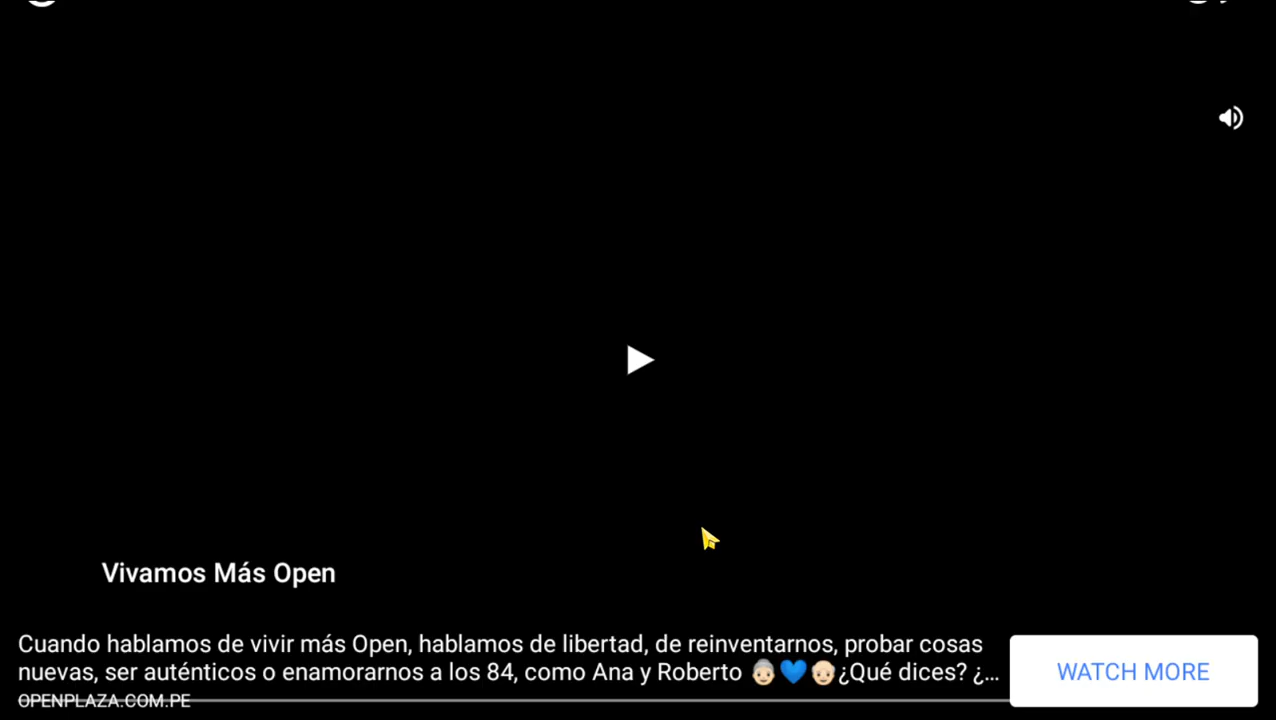 Vivamos Más Open
Cuando hablamos de vivir más Open, hablamos de libertad, de reinventarnos, probar cosas
nuevas, ser auténticos o enamorarnos a los 84, como Ana y Roberto 👵🏻💙👴🏻¿Qué dices? ¿...
WATCH MORE
OPENPLAZA.COM.PE